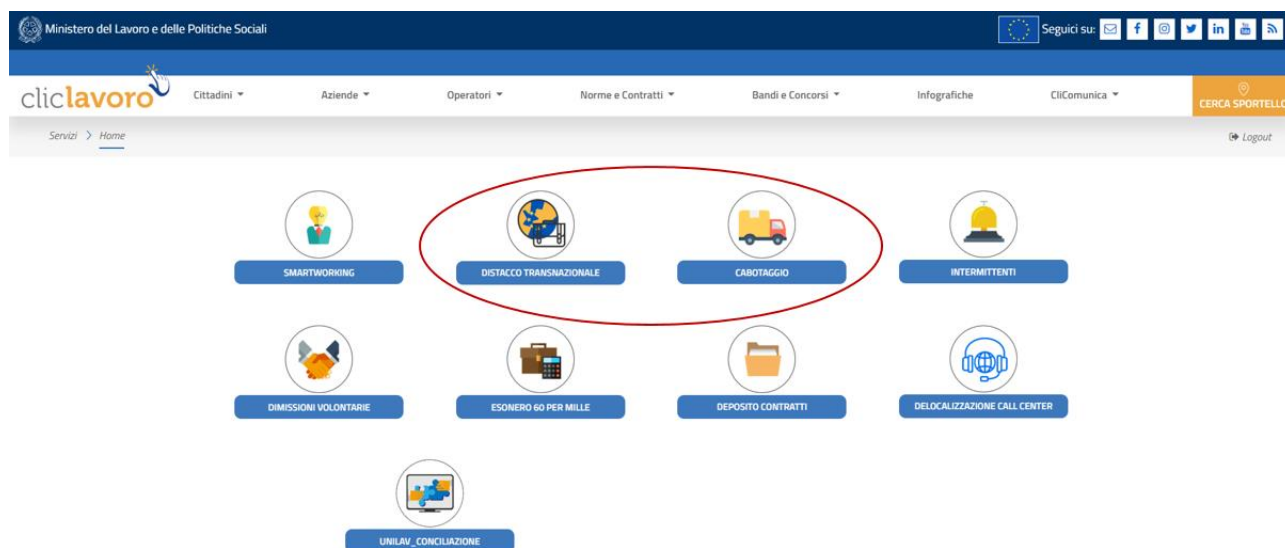 Ministero del Lavoro e delle Politiche Sociali
Seguici su:
cliclavoro
Cittadini
Aziende
Operatori
Norme e Contratti
Bandi e Concorsi
Infografiche
CliComunica
CERCA SPORTELLO
Servizi > Home
Logout
SMARTWORKING
DISTACCO TRANSNAZIONALE
CABOTAGGIO
INTERMITTENTI
DIMISSIONI VOLONTARIE
ESONERO 60 PER MILLE
DEPOSITO CONTRATTI
DELOCALIZZAZIONE CALL CENTER
UNILAV_CONCILIAZIONE